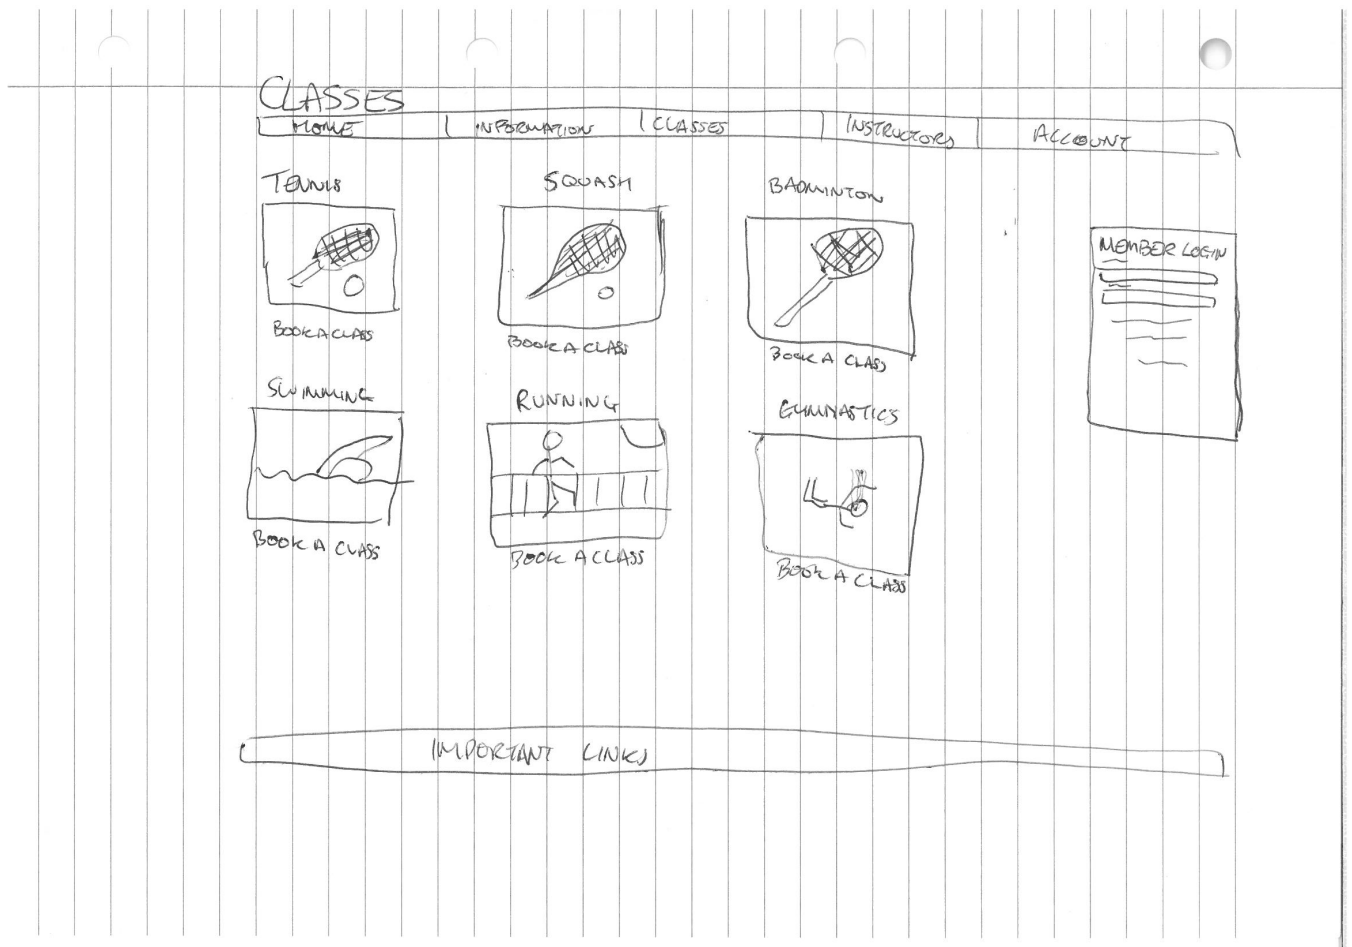 CLASSES
HOME INFORMATION CLASSES INSTRUCTORS ACCOUNT
TENNIS SQUASH BADMINTON
MEMBER LOGIN
BOOK A CLASS BOOK A CLASS BOOK A CLASS
SWIMMING RUNNING GYMNASTICS
BOOK A CLASS BOOK A CLASS BOOK A CLASS
IMPORTANT LINKS